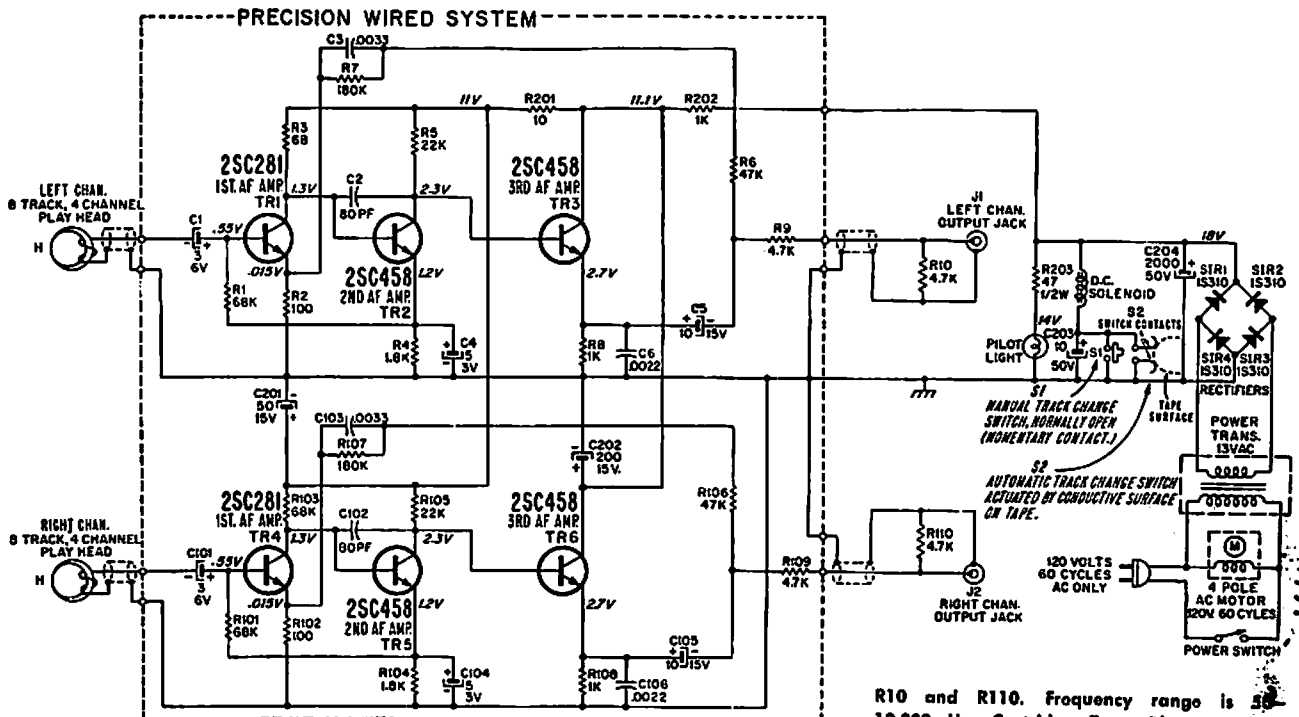 PRECISION WIRED SYSTEM
C3 .0033
R7
180K
11V
R201
10
11.1V
R202
1K
R3
68
R5
22K
R6
47K
2SC281
1ST. AF AMP.
TR1
1.3V
C2
80PF
2.3V
2SC458
3RD AF AMP.
TR3
LEFT CHAN.
8 TRACK, 4 CHANNEL
PLAY HEAD
H
C1
3
6V
.55V
.015V
R1
68K
R2
100
2SC458
2ND AF AMP.
TR2
1.2V
R4
1.8K
C4
5
3V
2.7V
R8
1K
C6
.0022
C5
10 15V
R9
4.7K
R10
4.7K
J1
LEFT CHAN.
OUTPUT JACK
R203
47
1/2W
14V
PILOT
LIGHT
D.C.
SOLENOID
C203
10
50V
S1
S2
SWITCH CONTACTS
C204
2000
50V
18V
SIR1
1S310
SIR2
1S310
SIR4
1S310
SIR3
1S310
RECTIFIERS
TAPE
SURFACE
S1
MANUAL TRACK CHANGE
SWITCH, NORMALLY OPEN
(MOMENTARY CONTACT.)
S2
AUTOMATIC TRACK CHANGE SWITCH
ACTUATED BY CONDUCTIVE SURFACE
ON TAPE.
POWER
TRANS.
13VAC
C201
50
15V
C103 .0033
R107
180K
C202
200
15V.
R106
47K
2SC281
1ST. AF AMP.
TR4
R103
68K
R105
22K
1.3V
C102
80PF
2.3V
2SC458
3RD AF AMP.
TR6
RIGHT CHAN.
8 TRACK, 4 CHANNEL
PLAY HEAD
H
C101
3
6V
.55V
.015V
R101
68K
R102
100
2SC458
2ND AF AMP.
TR5
1.2V
R104
1.8K
C104
5
3V
2.7V
R108
1K
C106
.0022
C105
10 15V
R109
4.7K
R110
4.7K
J2
RIGHT CHAN.
OUTPUT JACK
120 VOLTS
60 CYCLES
AC ONLY
M
4 POLE
AC MOTOR
120V. 60 CYLES
POWER SWITCH
R10 and R110. Frequency range is